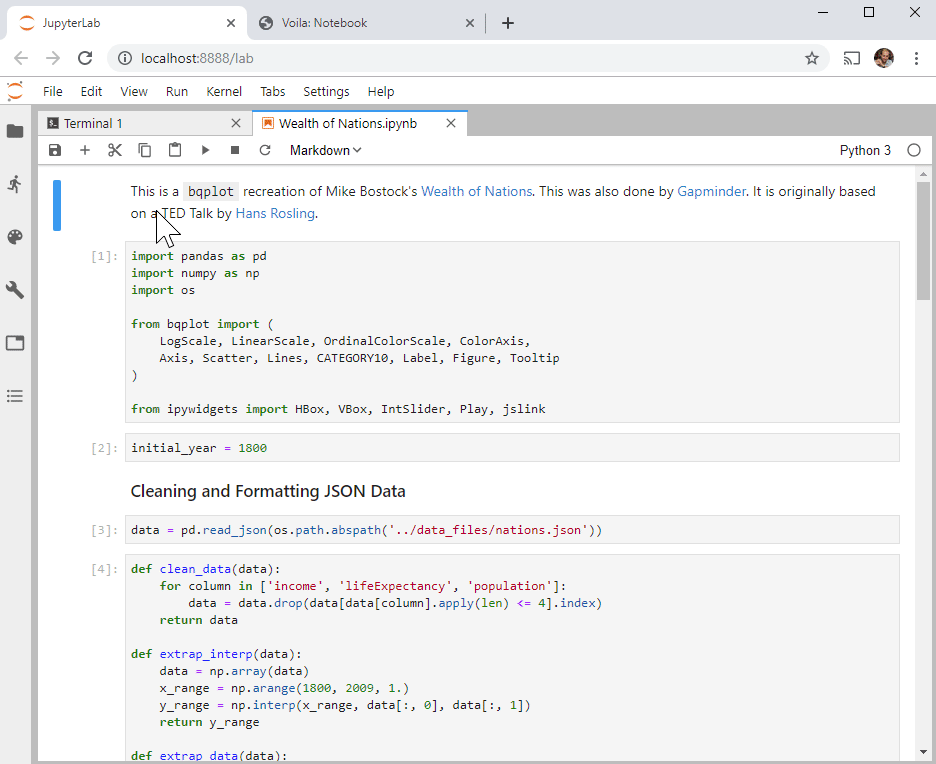 JupyterLab
Voila: Notebook
localhost:8888/lab
File Edit View Run Kernel Tabs Settings Help
Terminal 1
Wealth of Nations.ipynb
Markdown
Python 3
This is a bqplot recreation of Mike Bostock's Wealth of Nations. This was also done by Gapminder. It is originally based
on a TED Talk by Hans Rosling.
[1]: import pandas as pd
import numpy as np
import os
from bqplot import (
    LogScale, LinearScale, OrdinalColorScale, ColorAxis,
    Axis, Scatter, Lines, CATEGORY10, Label, Figure, Tooltip
)
from ipywidgets import HBox, VBox, IntSlider, Play, jslink
[2]: initial_year = 1800
Cleaning and Formatting JSON Data
[3]: data = pd.read_json(os.path.abspath('../data_files/nations.json'))
[4]: def clean_data(data):
    for column in ['income', 'lifeExpectancy', 'population']:
        data = data.drop(data[data[column].apply(len) <= 4].index)
    return data
def extrap_interp(data):
    data = np.array(data)
    x_range = np.arange(1800, 2009, 1.)
    y_range = np.interp(x_range, data[:, 0], data[:, 1])
    return y_range
def extrap_data(data):